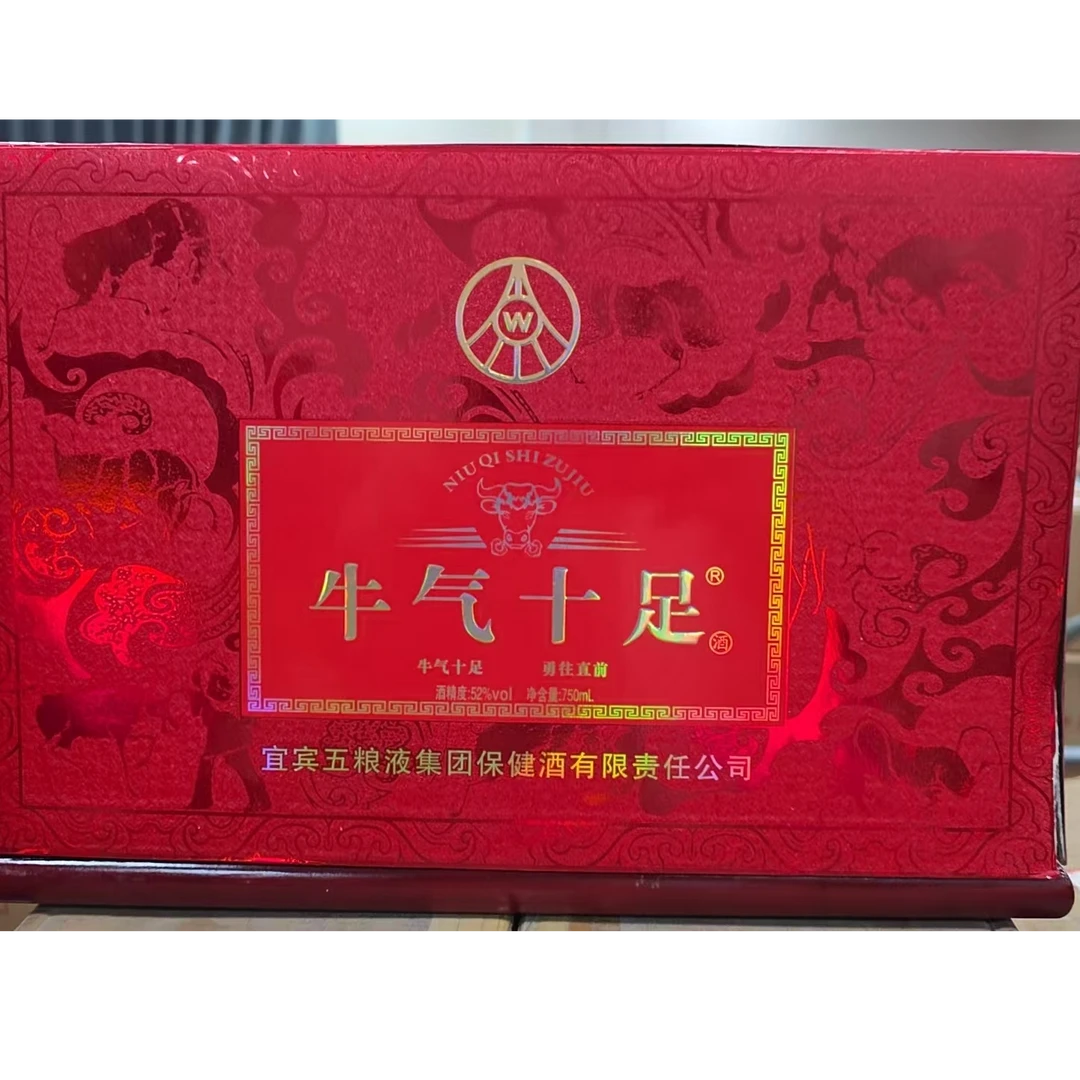 W
NIU QI SHI ZUJIU
牛气十足®
酒
牛气十足 勇往直前
酒精度:52%vol 净含量:750mL
宜宾五粮液集团保健酒有限责任公司